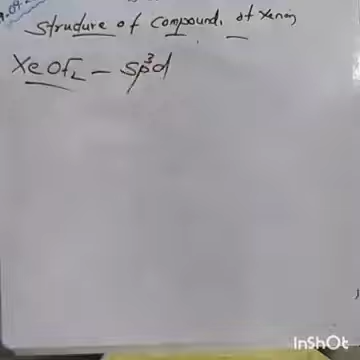 Structure of Compound, of Xenon
XeOF₂ – sp³d
InShOt